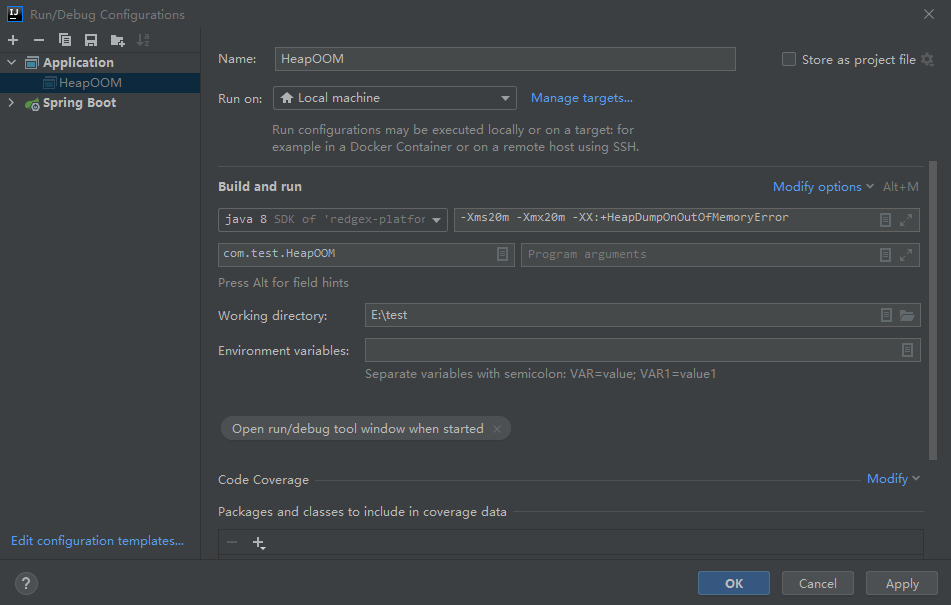 Run/Debug Configurations
Application
HeapOOM
Spring Boot
Edit configuration templates...
Name:
HeapOOM
Store as project file
Run on:
Local machine
Manage targets...
Run configurations may be executed locally or on a target: for
example in a Docker Container or on a remote host using SSH.
Build and run
Modify options
Alt+M
java 8 SDK of 'redgex-platfor
-Xms20m -Xmx20m -XX:+HeapDumpOnOutOfMemoryError
com.test.HeapOOM
Program arguments
Press Alt for field hints
Working directory:
E:\test
Environment variables:
Separate variables with semicolon: VAR=value; VAR1=value1
Open run/debug tool window when started
Code Coverage
Modify
Packages and classes to include in coverage data
?
OK
Cancel
Apply